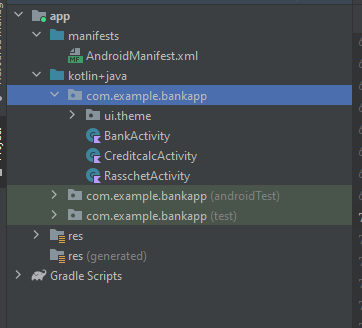 app
manifests
AndroidManifest.xml
kotlin+java
com.example.bankapp
ui.theme
BankActivity
CreditcalcActivity
RasschetActivity
com.example.bankapp (androidTest)
com.example.bankapp (test)
res
res (generated)
Gradle Scripts